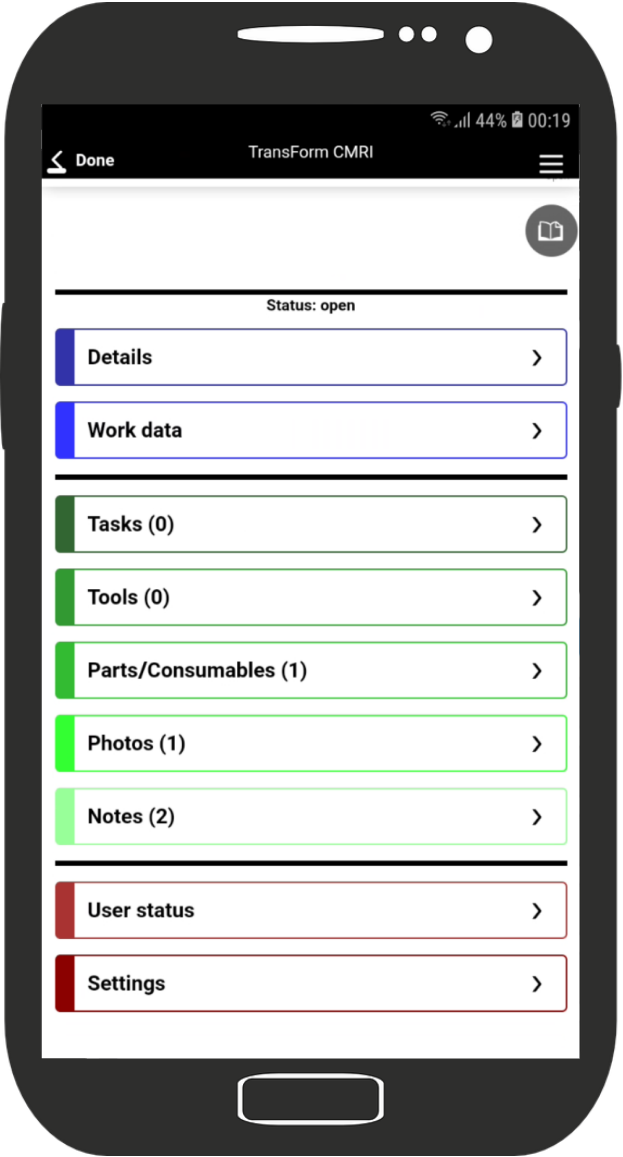 44% 00:19
Done TransForm CMRI
Status: open
Details
Work data
Tasks (0)
Tools (0)
Parts/Consumables (1)
Photos (1)
Notes (2)
User status
Settings